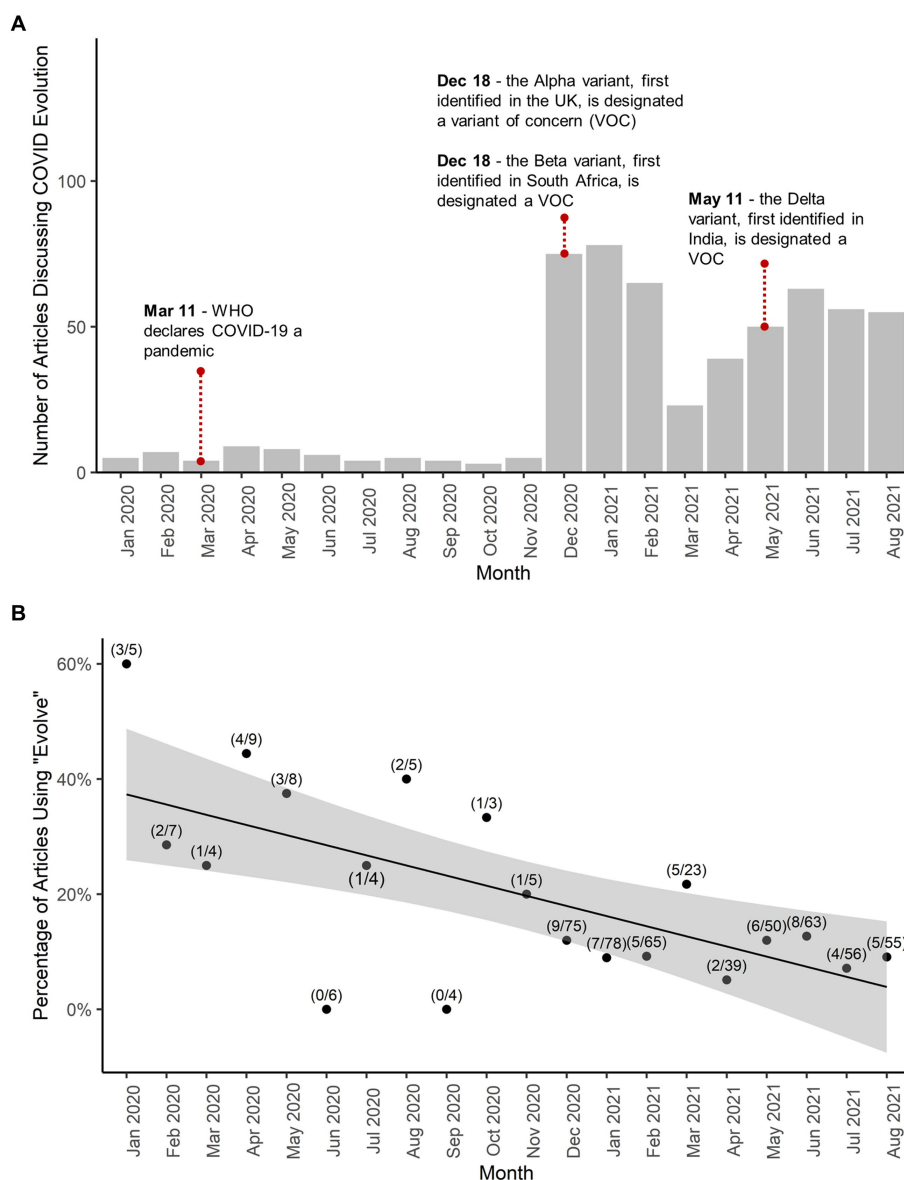 A
Number of Articles Discussing COVID Evolution
100
50
0
Mar 11 - WHO
declares COVID-19 a
pandemic
Dec 18 - the Alpha variant, first
identified in the UK, is designated
a variant of concern (VOC)
Dec 18 - the Beta variant, first
identified in South Africa, is
designated a VOC
May 11 - the Delta
variant, first identified in
India, is designated a
VOC
Jan 2020
Feb 2020
Mar 2020
Apr 2020
May 2020
Jun 2020
Jul 2020
Aug 2020
Sep 2020
Oct 2020
Nov 2020
Dec 2020
Jan 2021
Feb 2021
Mar 2021
Apr 2021
May 2021
Jun 2021
Jul 2021
Aug 2021
Month
B
Percentage of Articles Using "Evolve"
60%
40%
20%
0%
(3/5)
(2/7)
(1/4)
(4/9)
(3/8)
(0/6)
(1/4)
(2/5)
(0/4)
(1/3)
(1/5)
(9/75)
(7/78)
(5/65)
(5/23)
(2/39)
(6/50)
(8/63)
(4/56)
(5/55)
Jan 2020
Feb 2020
Mar 2020
Apr 2020
May 2020
Jun 2020
Jul 2020
Aug 2020
Sep 2020
Oct 2020
Nov 2020
Dec 2020
Jan 2021
Feb 2021
Mar 2021
Apr 2021
May 2021
Jun 2021
Jul 2021
Aug 2021
Month